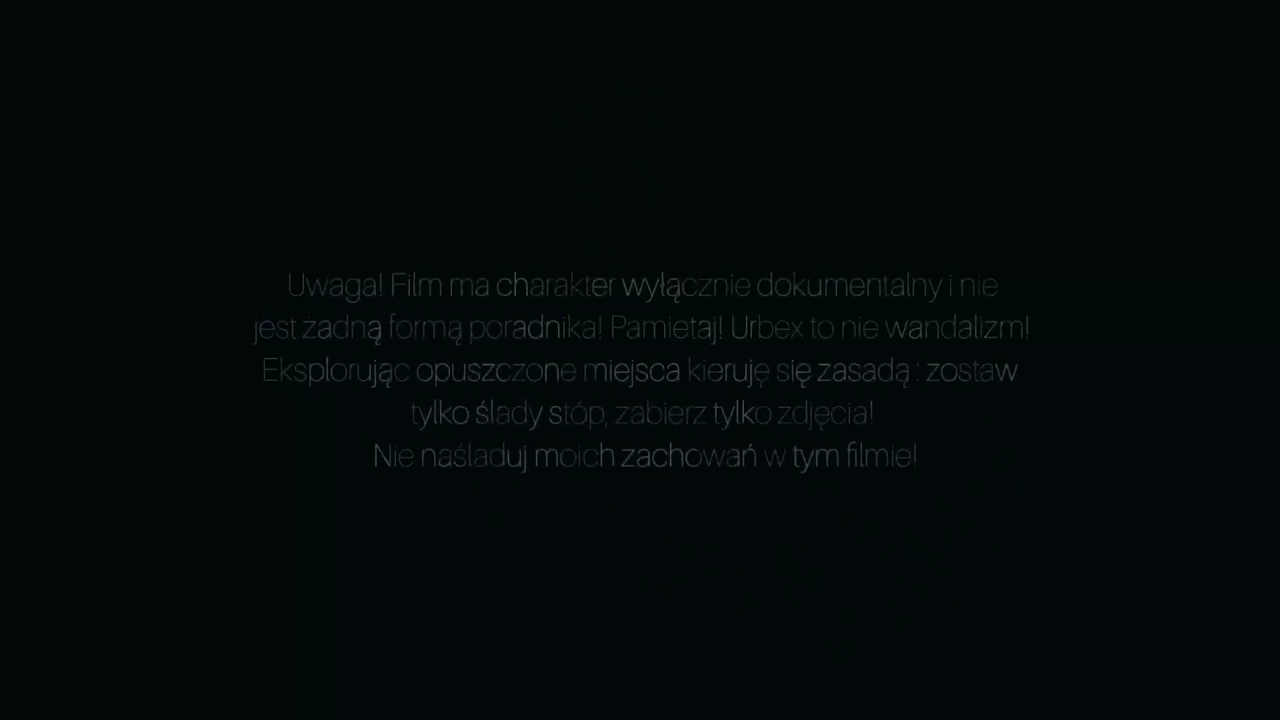 Uwaga! Film ma charakter wyłącznie dokumentalny i nie
jest żadną formą poradnika! Pamietaj! Urbex to nie wandalizm!
Eksplorując opuszczone miejsca kieruję się zasadą : zostaw
tylko ślady stóp, zabierz tylko zdjęcia!
Nie naśladuj moich zachowań w tym filmie!